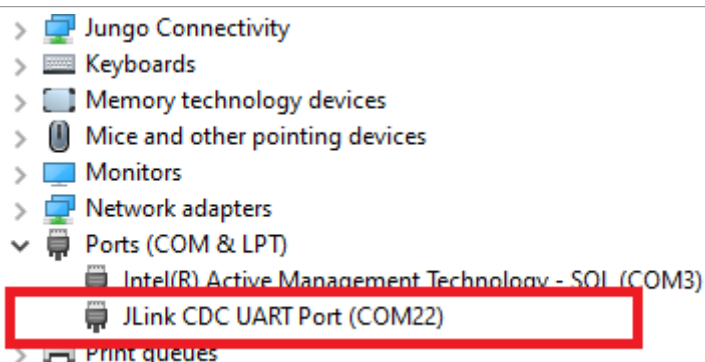 Jungo Connectivity
Keyboards
Memory technology devices
Mice and other pointing devices
Monitors
Network adapters
Ports (COM & LPT)
Intel(R) Active Management Technology - SOL (COM3)
JLink CDC UART Port (COM22)
Print queues